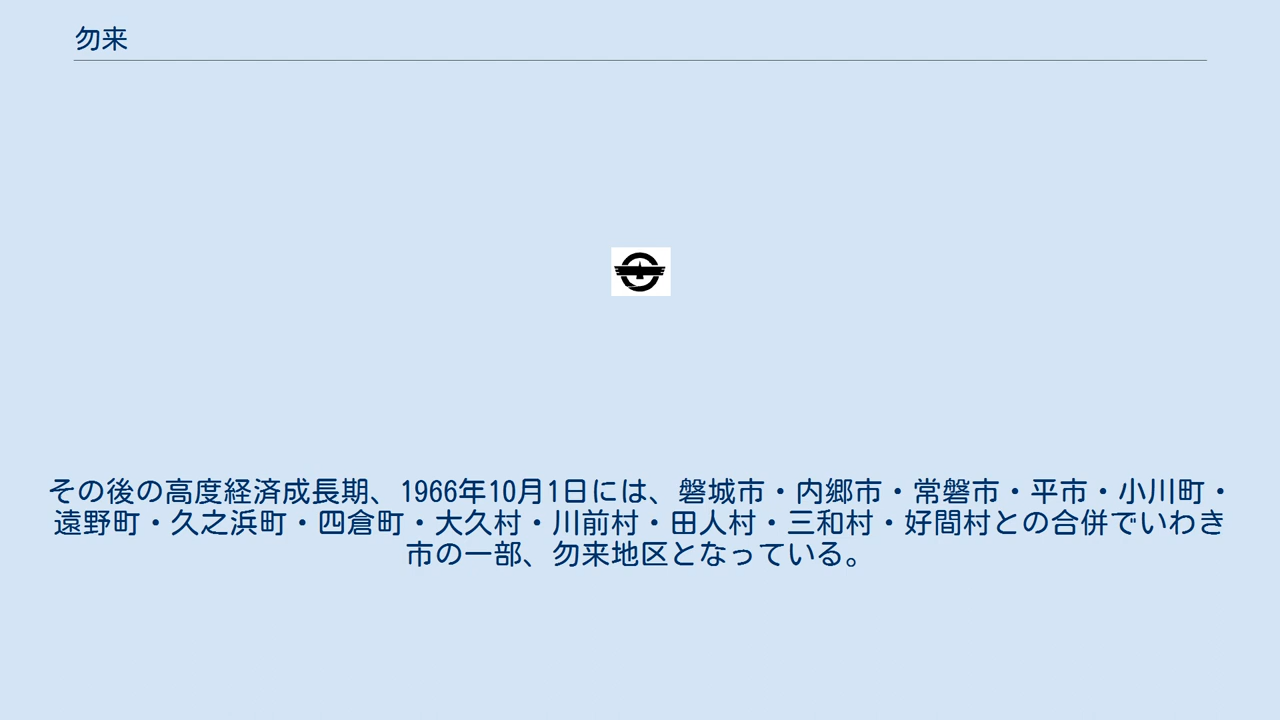 勿来
その後の高度経済成長期、1966年10月1日には、磐城市・内郷市・常磐市・平市・小川町・
遠野町・久之浜町・四倉町・大久村・川前村・田人村・三和村・好間村との合併でいわき
市の一部、勿来地区となっている。